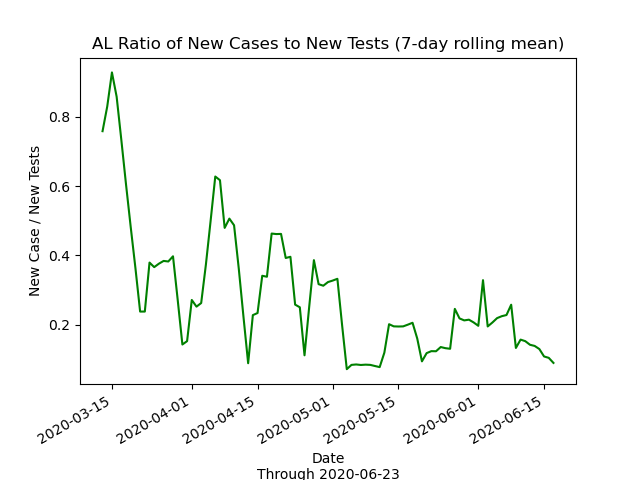 AL Ratio of New Cases to New Tests (7-day rolling mean)
New Case / New Tests
0.8
0.6
0.4
0.2
2020-03-15
2020-04-01
2020-04-15
2020-05-01
2020-05-15
2020-06-01
2020-06-15
Date
Through 2020-06-23